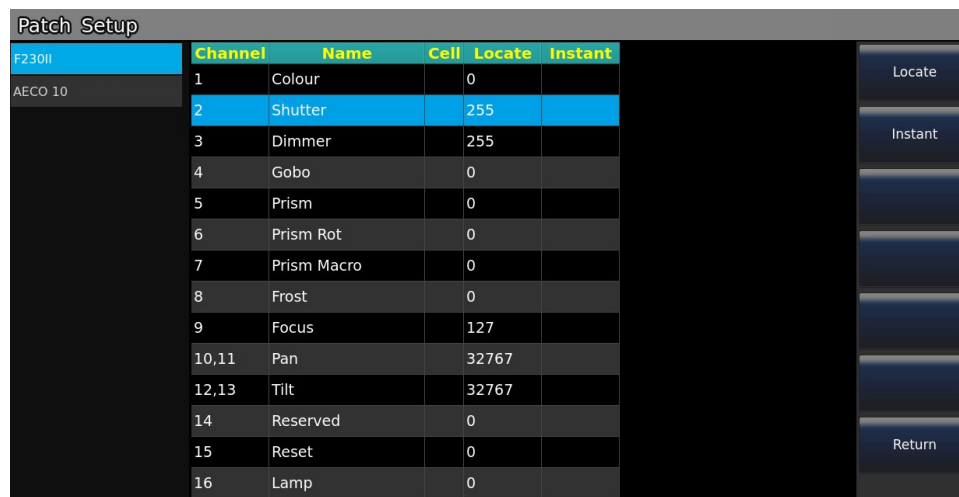 Patch Setup
F230II
AECO 10
Channel Name Cell Locate Instant
1 Colour 0
2 Shutter 255
3 Dimmer 255
4 Gobo 0
5 Prism 0
6 Prism Rot 0
7 Prism Macro 0
8 Frost 0
9 Focus 127
10,11 Pan 32767
12,13 Tilt 32767
14 Reserved 0
15 Reset 0
16 Lamp 0
Locate
Instant
Return